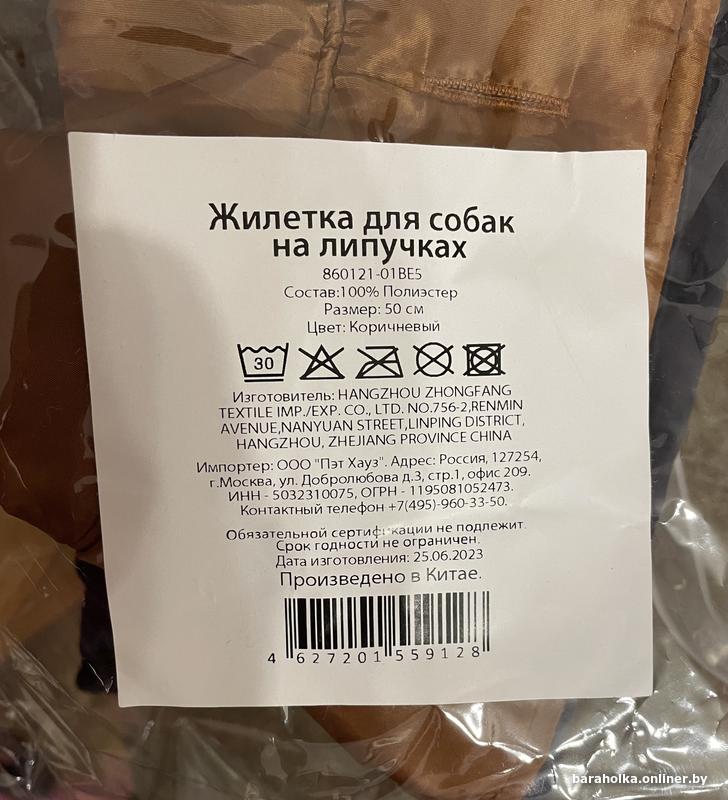 Жилетка для собак
на липучках
860121-01BE5
Состав:100% Полиэстер
Размер: 50 см
Цвет: Коричневый
30
Изготовитель: HANGZHOU ZHONGFANG
TEXTILE IMP./EXP. CO., LTD. NO.756-2,RENMIN
AVENUE,NANYUAN STREET,LINPING DISTRICT,
HANGZHOU, ZHEJIANG PROVINCE CHINA
Импортер: ООО "Пэт Хауз". Адрес: Россия, 127254,
г.Москва, ул. Добролюбова д.3, стр.1, офис 209.
ИНН - 5032310075, ОГРН - 1195081052473.
Контактный телефон +7(495)-960-33-50.
Обязательной сертификации не подлежит.
Срок годности не ограничен.
Дата изготовления: 25.06.2023
Произведено в Китае.
4 627201 559128
baraholka.onliner.by